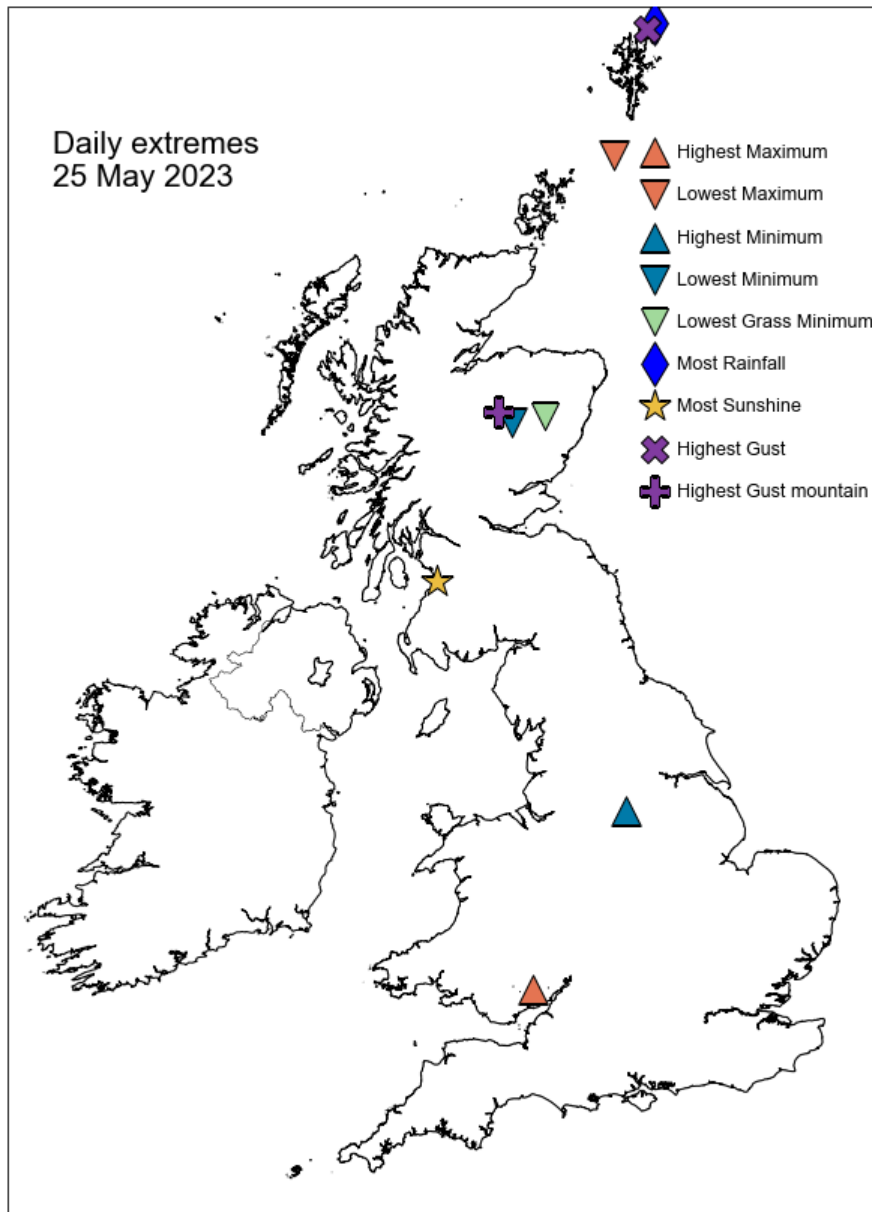 Daily extremes
25 May 2023
Highest Maximum
Lowest Maximum
Highest Minimum
Lowest Minimum
Lowest Grass Minimum
Most Rainfall
Most Sunshine
Highest Gust
Highest Gust mountain